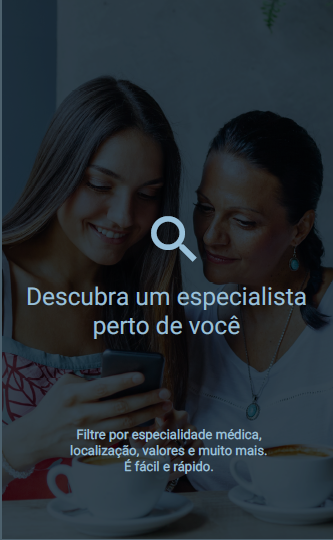 Descubra um especialista
perto de você
Filtre por especialidade médica,
localização, valores e muito mais.
É fácil e rápido.